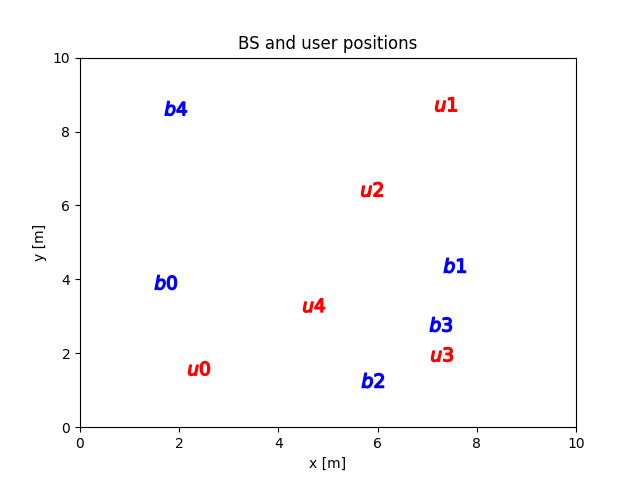 BS and user positions
10
b4
u1
8
u2
6
y [m]
b1
4
b0
u4
b3
2
u3
u0
b2
0
0 2 4 6 8 10
x [m]